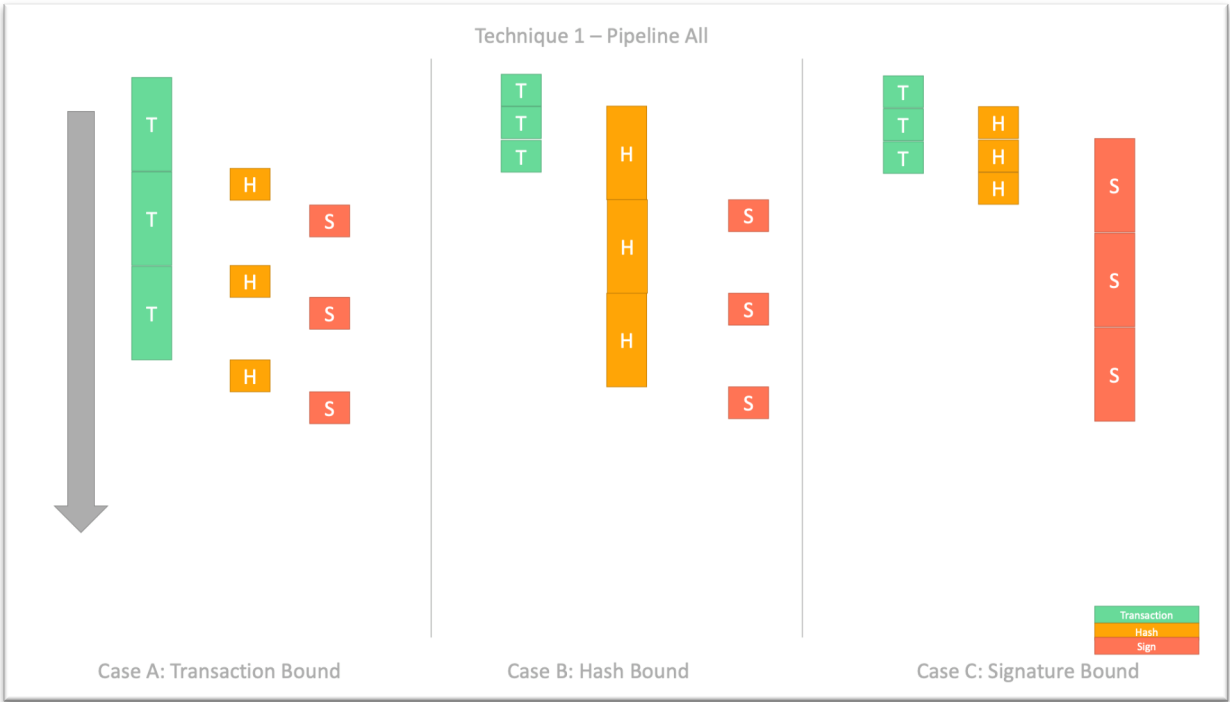 Technique 1 – Pipeline All
T
T
T
H
S
H
S
H
S
T
T
T
H
H
H
S
S
S
T
T
T
H
H
H
S
S
S
Transaction
Hash
Sign
Case A: Transaction Bound
Case B: Hash Bound
Case C: Signature Bound